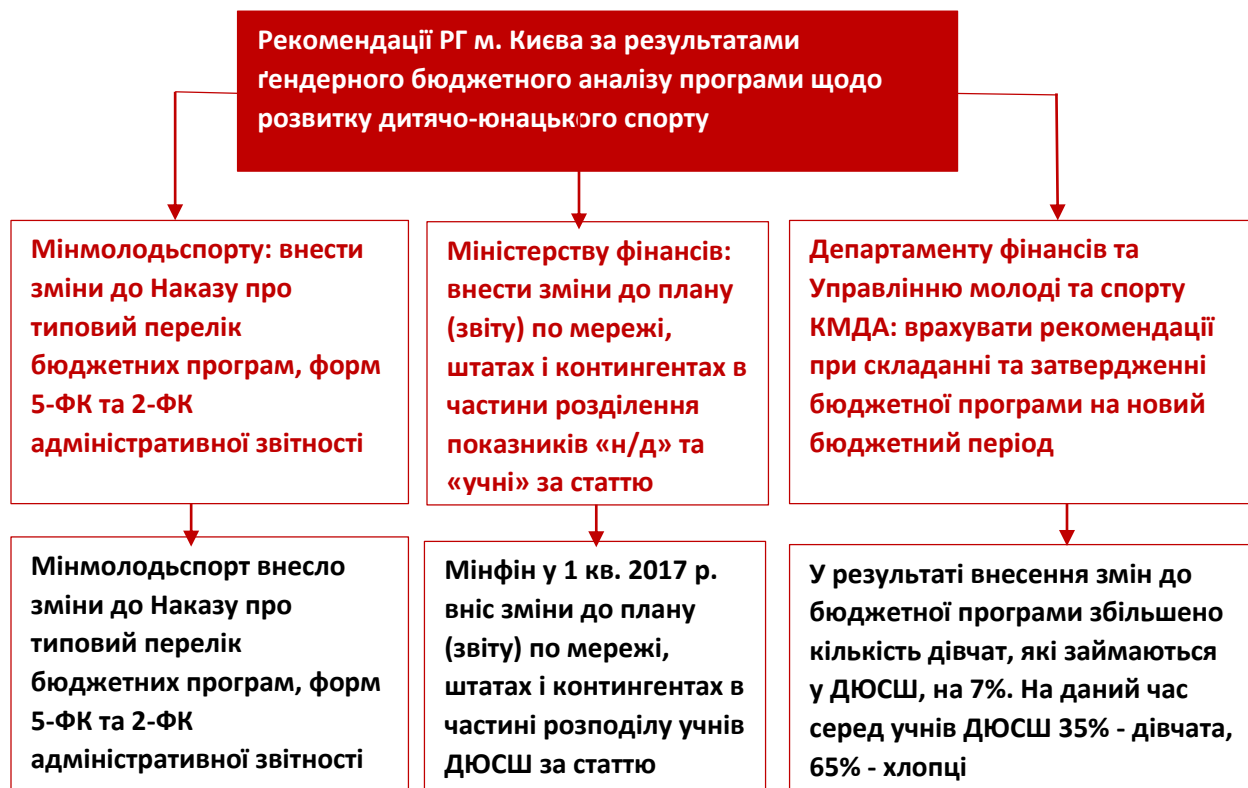 Рекомендації РГ м. Києва за результатами
ґендерного бюджетного аналізу програми щодо
розвитку дитячо-юнацького спорту
Мінмолодьспорту: внести
зміни до Наказу про
типовий перелік
бюджетних програм, форм
5-ФК та 2-ФК
адміністративної звітності
Міністерству фінансів:
внести зміни до плану
(звіту) по мережі,
штатах і контингентах в
частини розділення
показників «н/д» та
«учні» за статтю
Департаменту фінансів та
Управлінню молоді та спорту
КМДА: врахувати рекомендації
при складанні та затвердженні
бюджетної програми на новий
бюджетний період
Мінмолодьспорт внесло
зміни до Наказу про
типовий перелік
бюджетних програм, форм
5-ФК та 2-ФК
адміністративної звітності
Мінфін у 1 кв. 2017 р.
вніс зміни до плану
(звіту) по мережі,
штатах і контингентах в
частині розподілу учнів
ДЮСШ за статтю
У результаті внесення змін до
бюджетної програми збільшено
кількість дівчат, які займаються
у ДЮСШ, на 7%. На даний час
серед учнів ДЮСШ 35% - дівчата,
65% - хлопці